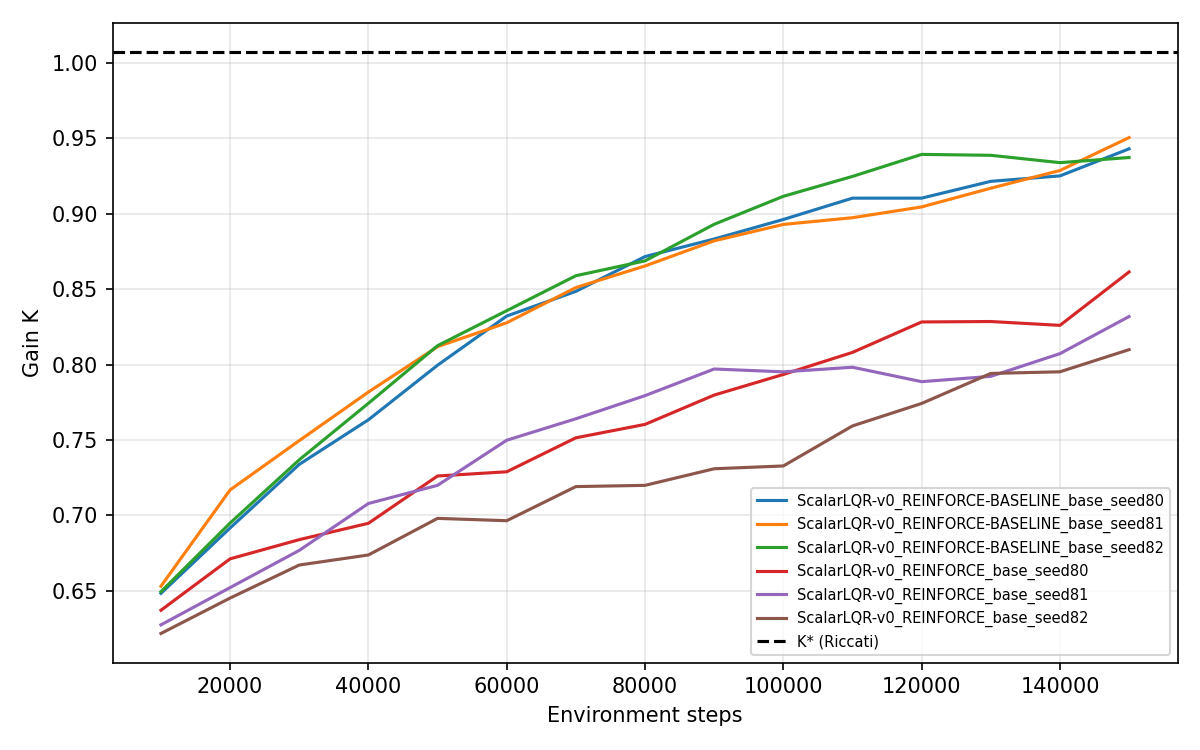 1.00
0.95
0.90
0.85
0.80
0.75
0.70
0.65
Gain K
20000 40000 60000 80000 100000 120000 140000
Environment steps
ScalarLQR-v0_REINFORCE-BASELINE_base_seed80
ScalarLQR-v0_REINFORCE-BASELINE_base_seed81
ScalarLQR-v0_REINFORCE-BASELINE_base_seed82
ScalarLQR-v0_REINFORCE_base_seed80
ScalarLQR-v0_REINFORCE_base_seed81
ScalarLQR-v0_REINFORCE_base_seed82
K* (Riccati)